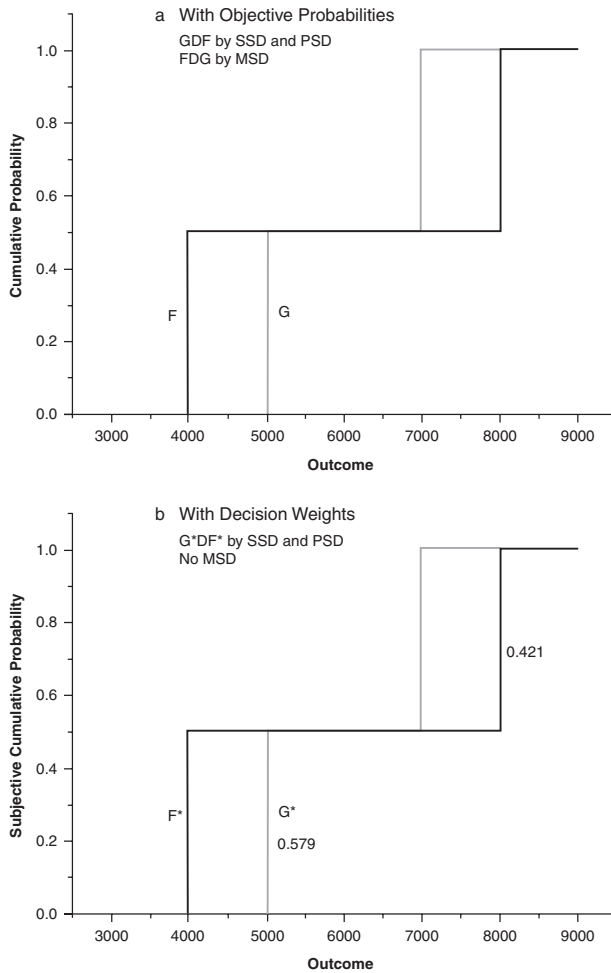 a With Objective Probabilities
GDF by SSD and PSD
FDG by MSD
1.0
0.8
0.6
0.4
0.2
0.0
Cumulative Probability
F
G
3000 4000 5000 6000 7000 8000 9000
Outcome
b With Decision Weights
G*DF* by SSD and PSD
No MSD
1.0
0.8
0.6
0.4
0.2
0.0
Subjective Cumulative Probability
0.421
F*
G*
0.579
3000 4000 5000 6000 7000 8000 9000
Outcome